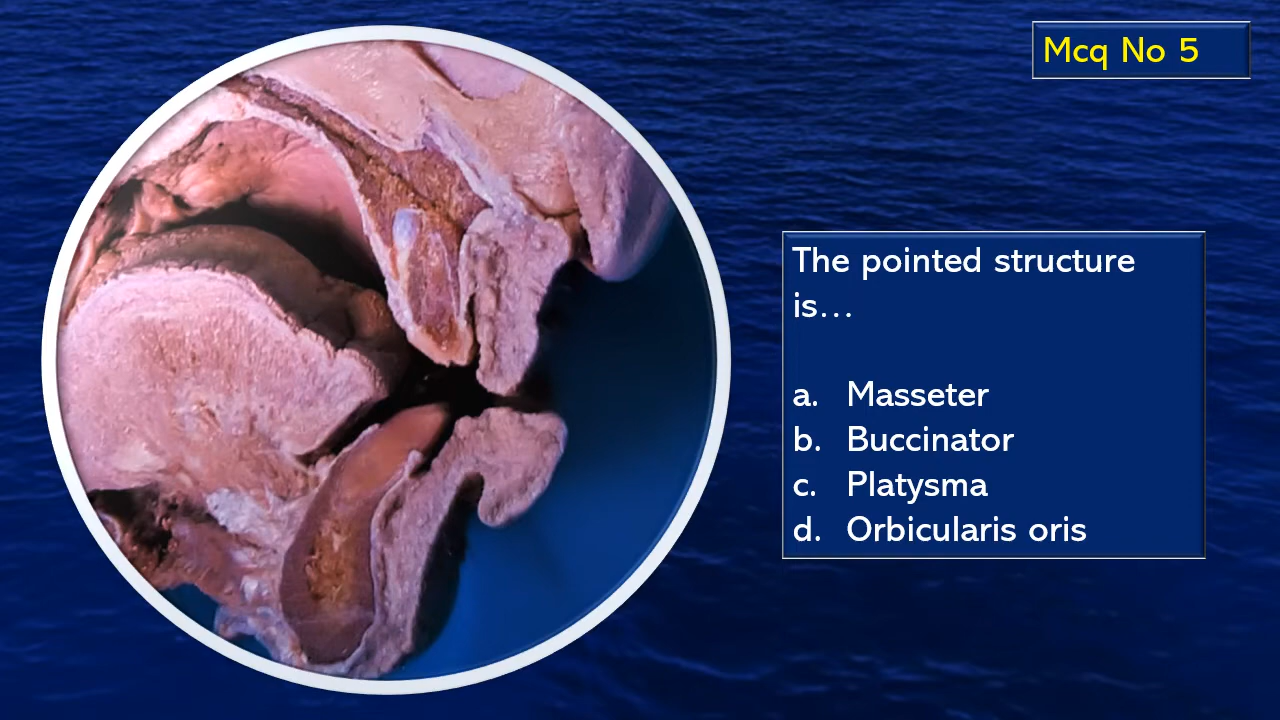 Mcq No 5
The pointed structure
is...
a. Masseter
b. Buccinator
c. Platysma
d. Orbicularis oris